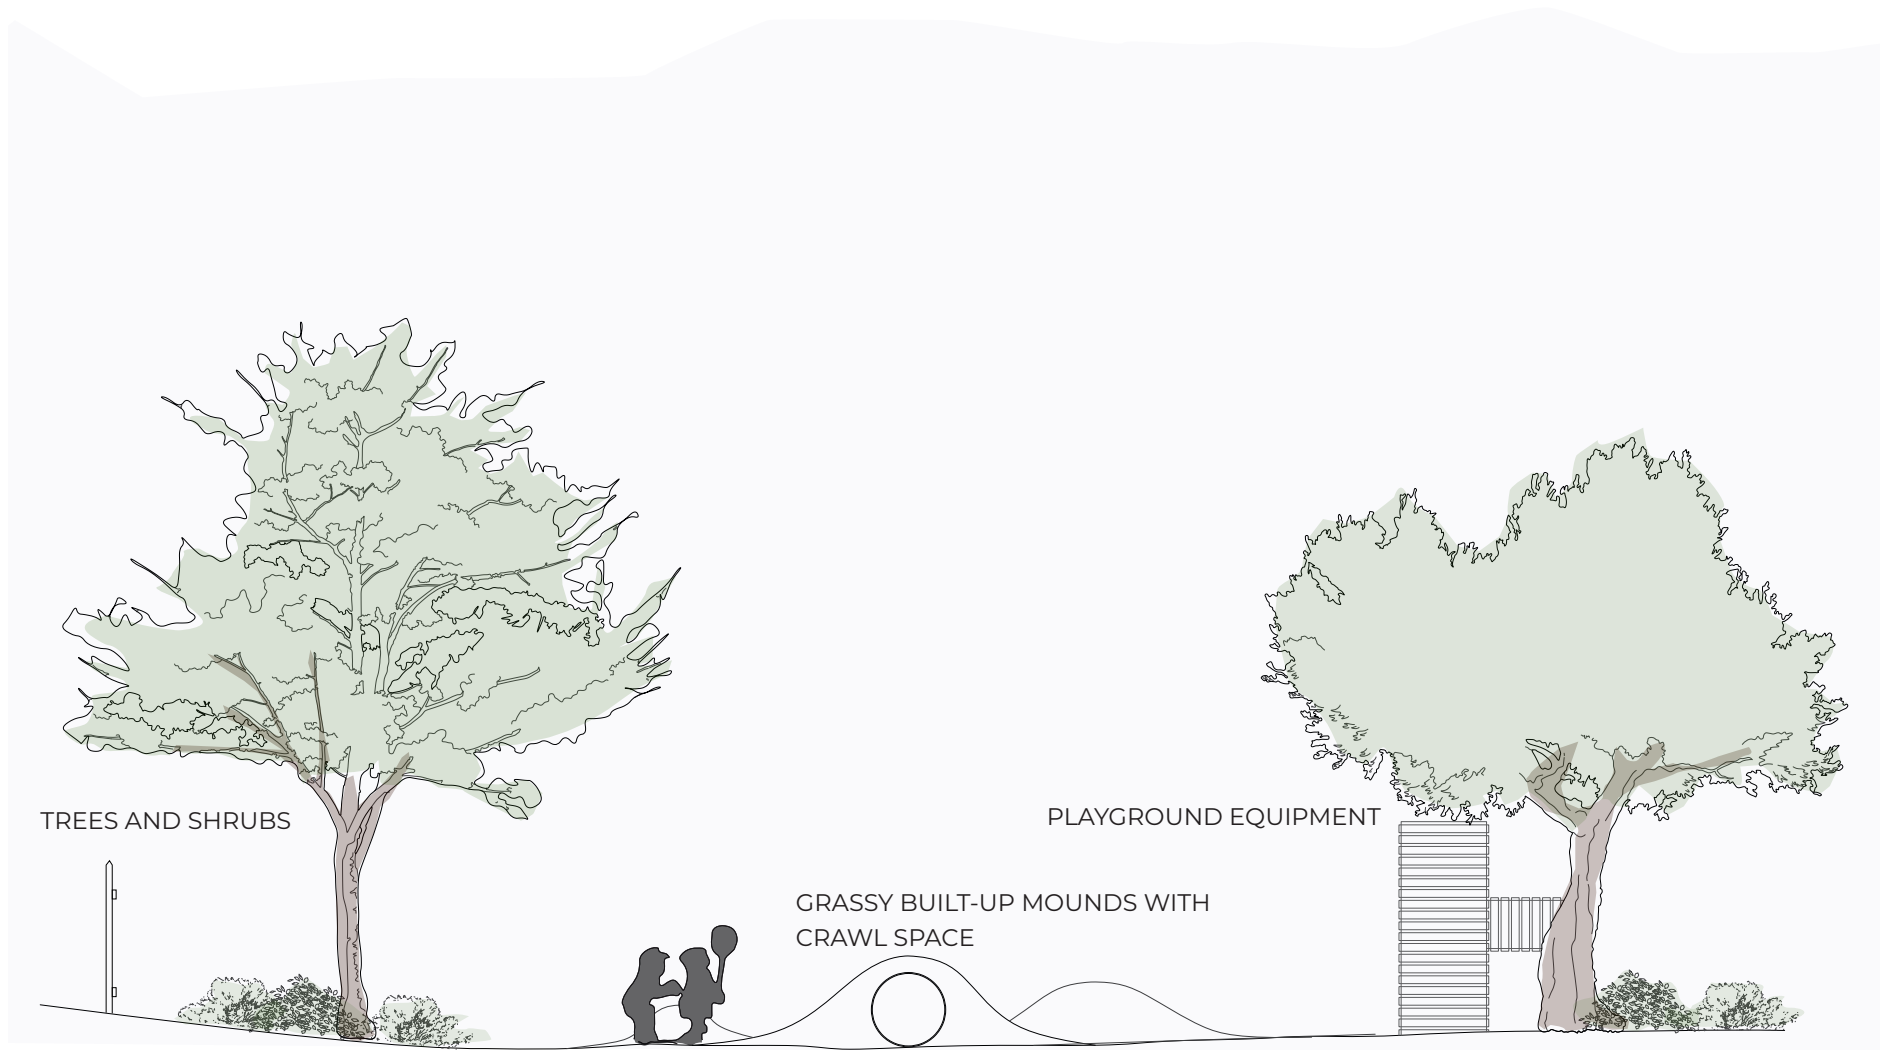 TREES AND SHRUBS
PLAYGROUND EQUIPMENT
GRASSY BUILT-UP MOUNDS WITH
CRAWL SPACE